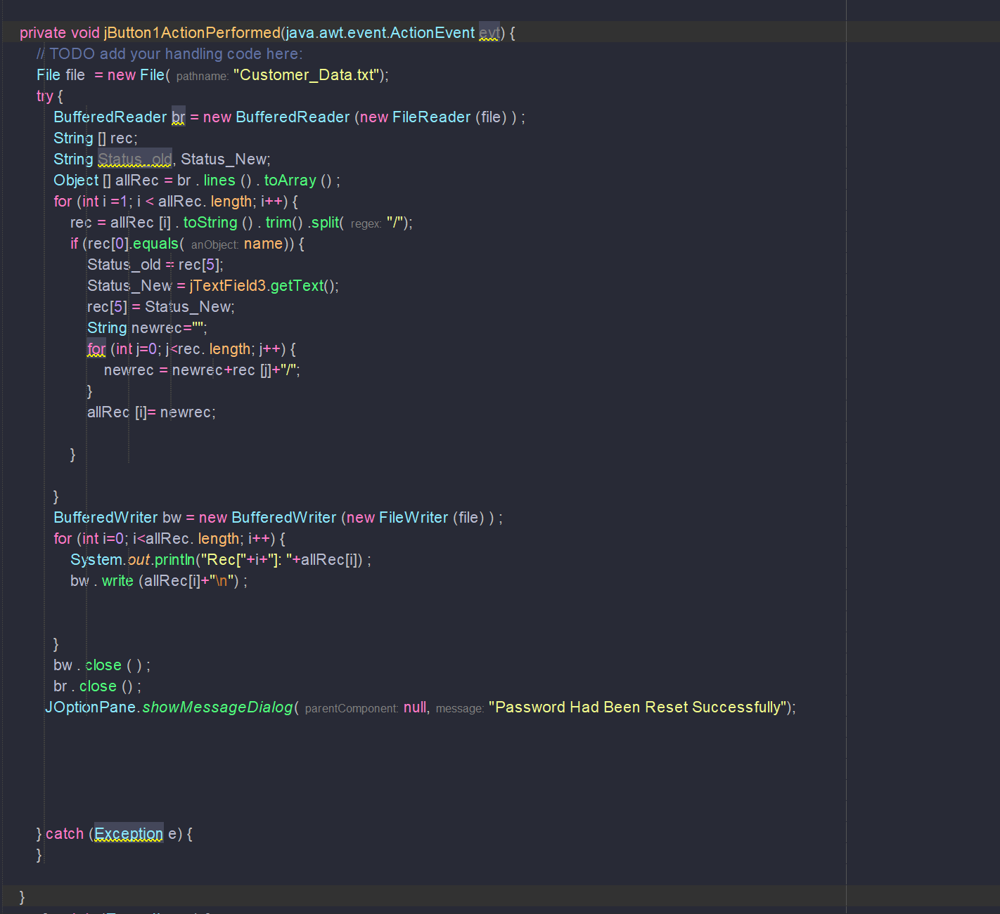 private void jButton1ActionPerformed(java.awt.event.ActionEvent evt) {
// TODO add your handling code here:
File file  = new File( pathname: "Customer_Data.txt");
try {
BufferedReader br = new BufferedReader (new FileReader (file) ) ;
String [] rec;
String Status_old, Status_New;
Object [] allRec = br . lines () . toArray () ;
for (int i =1; i < allRec. length; i++) {
rec = allRec [i] . toString () . trim() .split( regex: "/");
if (rec[0].equals( anObject: name)) {
Status_old = rec[5];
Status_New = jTextField3.getText();
rec[5] = Status_New;
String newrec="";
for (int j=0; j<rec. length; j++) {
newrec = newrec+rec [j]+"/";
}
allRec [i]= newrec;
}
}
BufferedWriter bw = new BufferedWriter (new FileWriter (file) ) ;
for (int i=0; i<allRec. length; i++) {
System.out.println("Rec["+i+"]: "+allRec[i]) ;
bw . write (allRec[i]+"\n") ;
}
bw . close ( ) ;
br . close () ;
JOptionPane.showMessageDialog( parentComponent: null, message: "Password Had Been Reset Successfully");
} catch (Exception e) {
}
}